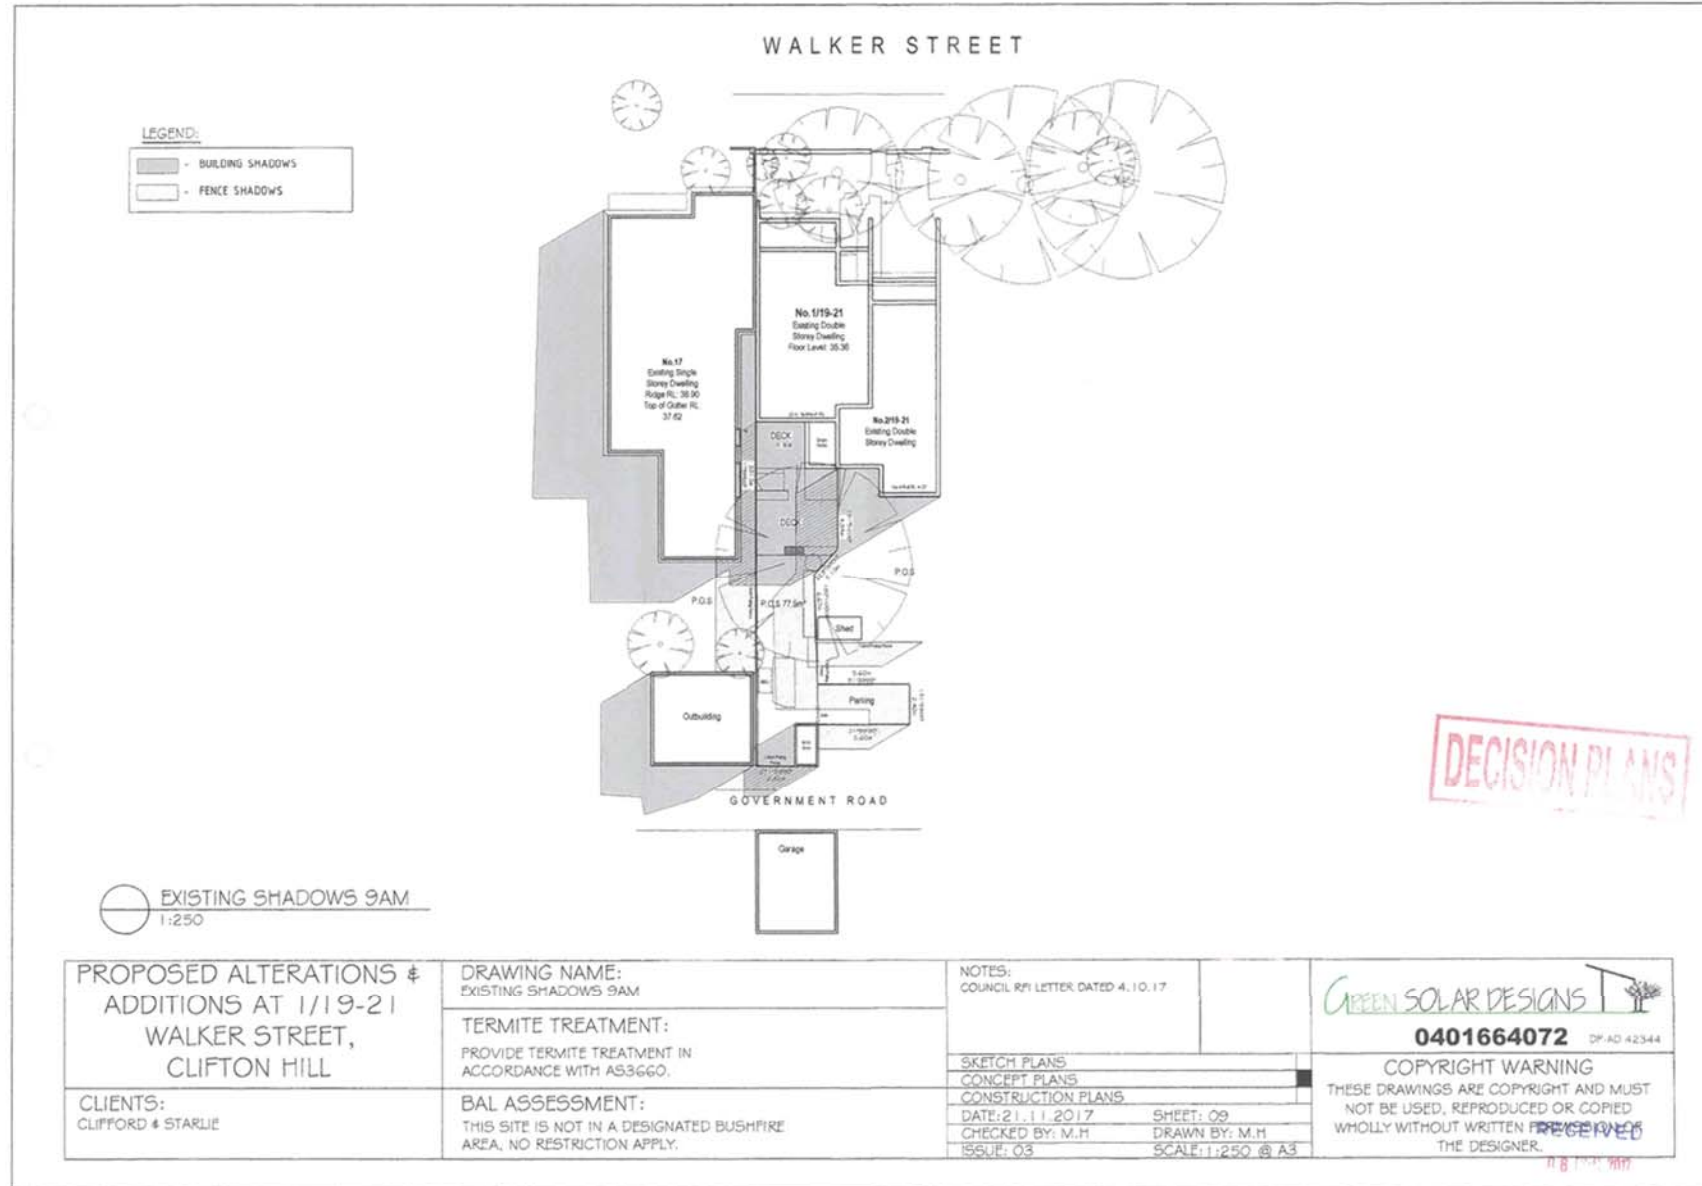 WALKER STREET
LEGEND:
- BUILDING SHADOWS
- FENCE SHADOWS
No.1/19-21
Existing Double
Storey Dwelling
Floor Level: 35.36
No.17
Existing Single
Storey Dwelling
Ridge RL: 38.90
Top of Gutter RL:
37.62
No.2/19-21
Existing Double
Storey Dwelling
DECK
DECK
P.O.S
P.O.S
P.O.S 77.5m²
Shed
Parking
Outbuilding
GOVERNMENT ROAD
Garage
DECISION PLANS
EXISTING SHADOWS 9AM
1:250
PROPOSED ALTERATIONS &
ADDITIONS AT 1/19-21
WALKER STREET,
CLIFTON HILL
CLIENTS:
CLIFFORD & STARLIE
DRAWING NAME:
EXISTING SHADOWS 9AM
TERMITE TREATMENT:
PROVIDE TERMITE TREATMENT IN
ACCORDANCE WITH AS3660.
BAL ASSESSMENT:
THIS SITE IS NOT IN A DESIGNATED BUSHFIRE
AREA, NO RESTRICTION APPLY.
NOTES:
COUNCIL RFI LETTER DATED 4.10.17
SKETCH PLANS
CONCEPT PLANS
CONSTRUCTION PLANS
DATE:21.11.2017 SHEET: 09
CHECKED BY: M.H DRAWN BY: M.H
ISSUE: 03 SCALE:1:250 @ A3
GREEN SOLAR DESIGNS
0401664072 DP-AD 42344
COPYRIGHT WARNING
THESE DRAWINGS ARE COPYRIGHT AND MUST
NOT BE USED, REPRODUCED OR COPIED
WHOLLY WITHOUT WRITTEN PERMISSION OF
THE DESIGNER.
RECEIVED